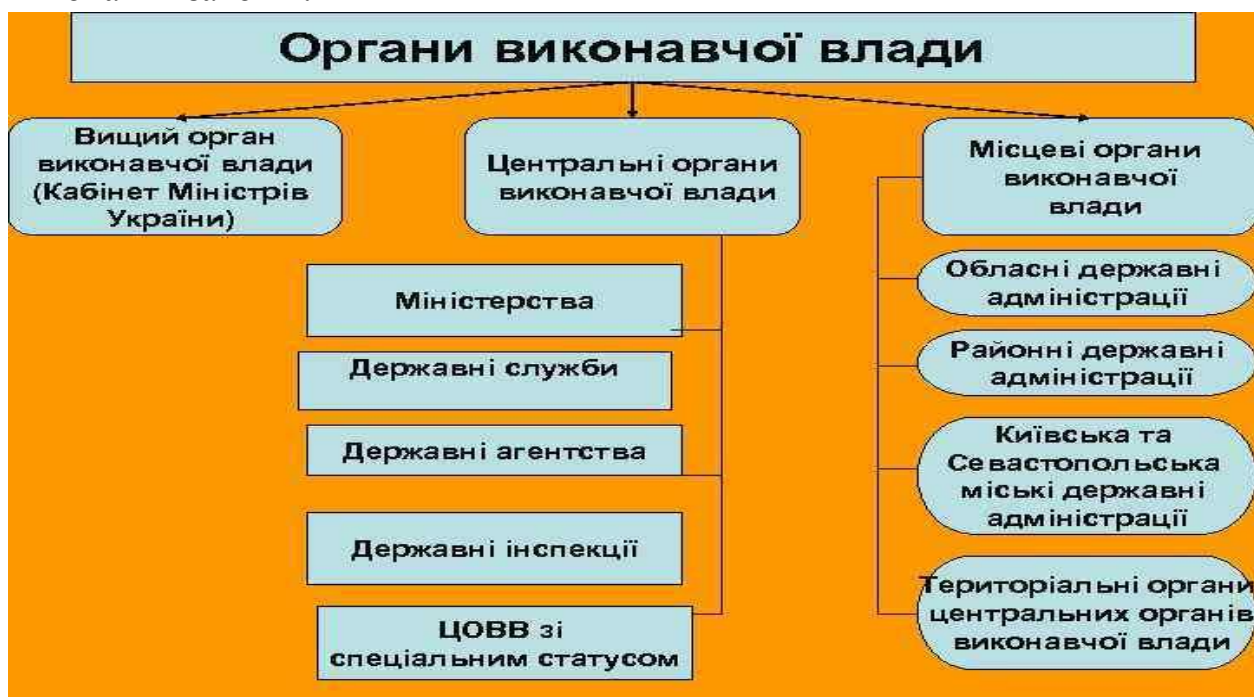 Органи виконавчої влади
Вищий орган
виконавчої влади
(Кабінет Міністрів
України)
Центральні органи
виконавчої влади
Міністерства
Державні служби
Державні агентства
Державні інспекції
ЦОВВ зі
спеціальним статусом
Місцеві органи
виконавчої
влади
Обласні державні
адміністрації
Районні державні
адміністрації
Київська та
Севастопольська
міські державні
адміністрації
Територіальні органи
центральних органів
виконавчої влади